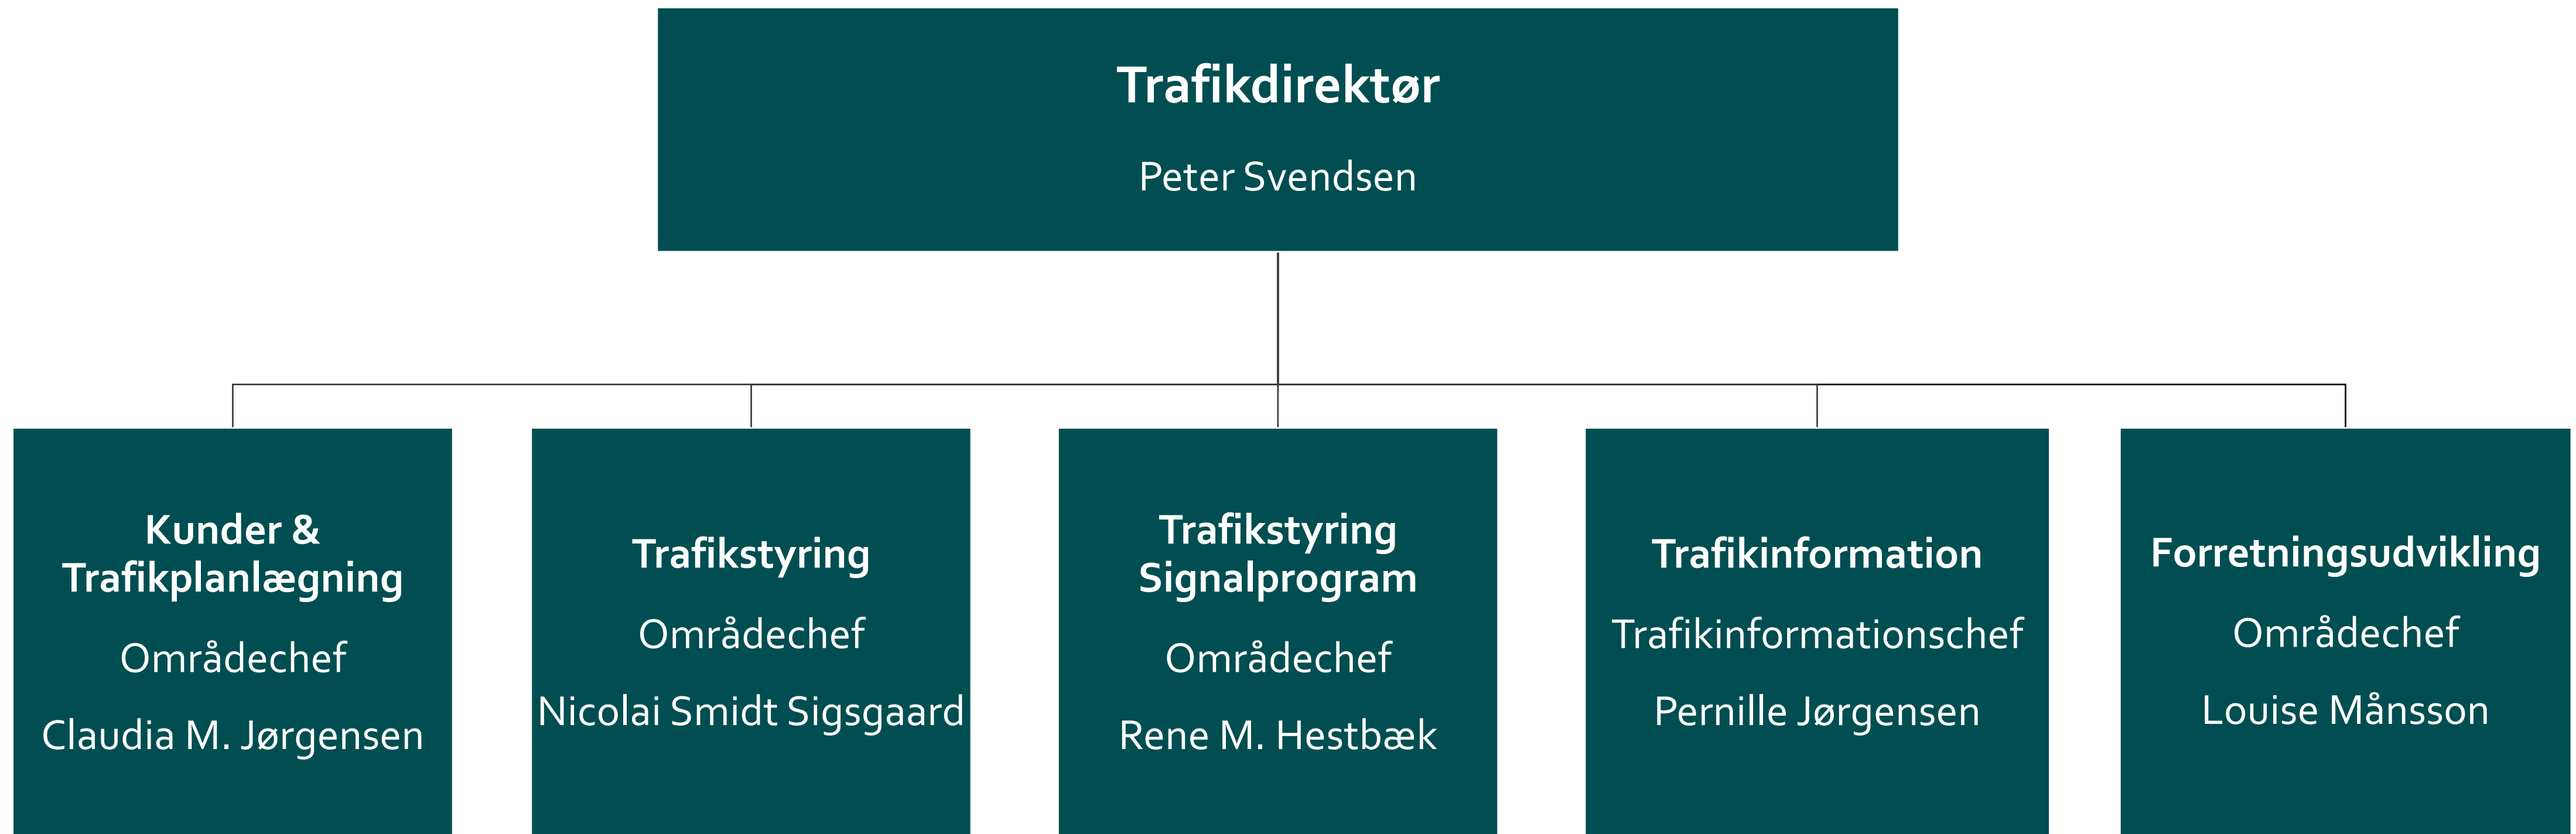 Trafikdirektør
Peter Svendsen
Kunder &
Trafikplanlægning
Områdechef
Claudia M. Jørgensen
Trafikstyring
Områdechef
Nicolai Smidt Sigsgaard
Trafikstyring
Signalprogram
Områdechef
Rene M. Hestbæk
Trafikinformation
Trafikinformationschef
Pernille Jørgensen
Forretningsudvikling
Områdechef
Louise Månsson